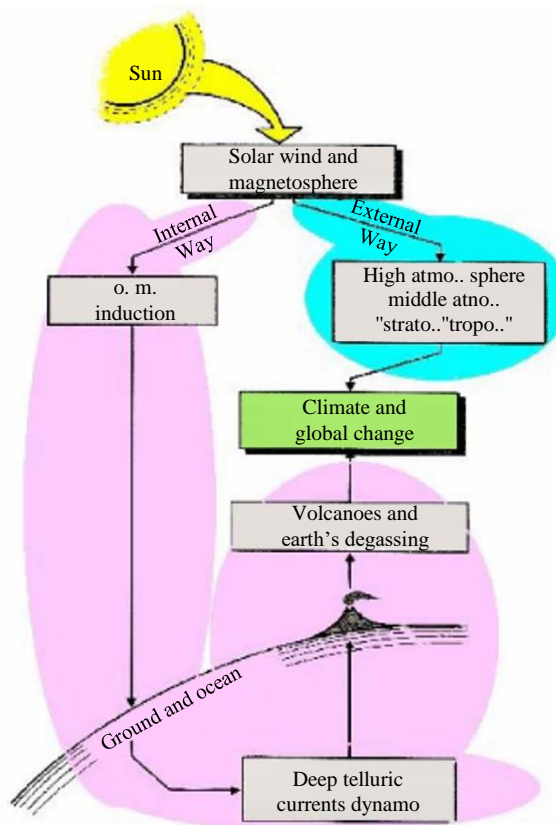 Sun
Solar wind and
magnetosphere
Internal
Way
External
Way
o. m.
induction
High atmo.. sphere
middle atno..
"strato.."tropo.."
Climate and
global change
Volcanoes and
earth's degassing
Ground and ocean
Deep telluric
currents dynamo